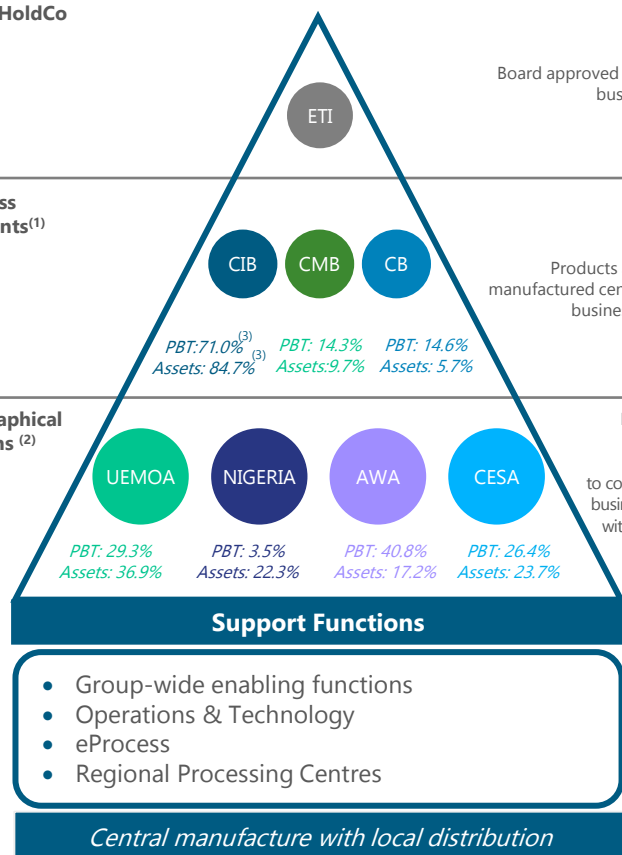 HoldCo
Board approved
bus
ETI
ss
nts(1)
CIB
CMB
CB
Products
manufactured cen
busine
PBT:71.0%(3)
Assets: 84.7%(3)
PBT: 14.3%
Assets:9.7%
PBT: 14.6%
Assets: 5.7%
raphical
ns (2)
UEMOA
NIGERIA
AWA
CESA
to co
busin
wit
PBT: 29.3%
Assets: 36.9%
PBT: 3.5%
Assets: 22.3%
PBT: 40.8%
Assets: 17.2%
PBT: 26.4%
Assets: 23.7%
Support Functions
• Group-wide enabling functions
• Operations & Technology
• eProcess
• Regional Processing Centres
Central manufacture with local distribution